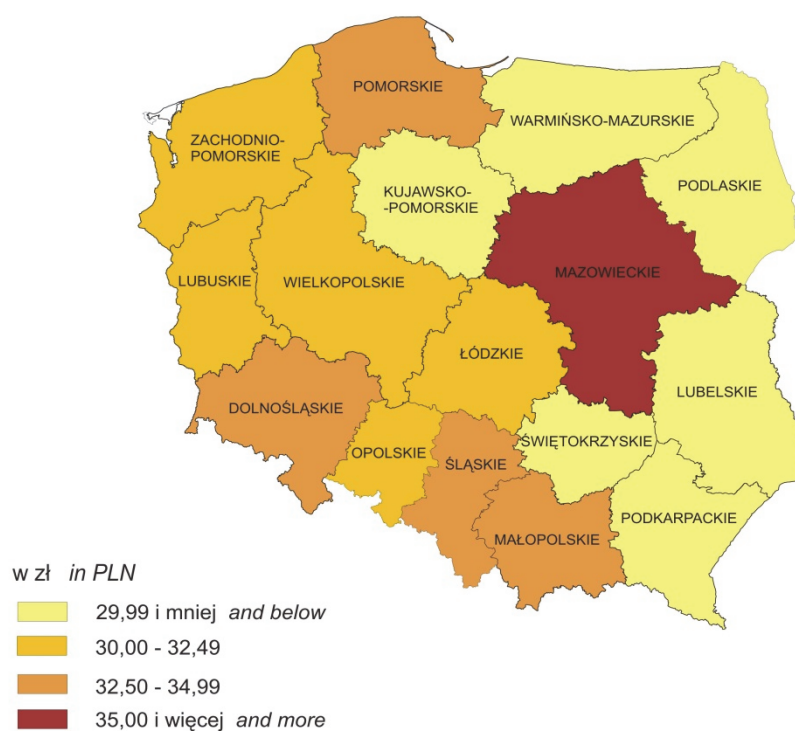 POMORSKIE
WARMIŃSKO-MAZURSKIE
ZACHODNIO-
POMORSKIE
KUJAWSKO-
-POMORSKIE
PODLASKIE
MAZOWIECKIE
LUBUSKIE
WIELKOPOLSKIE
ŁÓDZKIE
LUBELSKIE
DOLNOŚLĄSKIE
ŚWIĘTOKRZYSKIE
OPOLSKIE
ŚLĄSKIE
PODKARPACKIE
MAŁOPOLSKIE
w zł in PLN
29,99 i mniej and below
30,00 - 32,49
32,50 - 34,99
35,00 i więcej and more